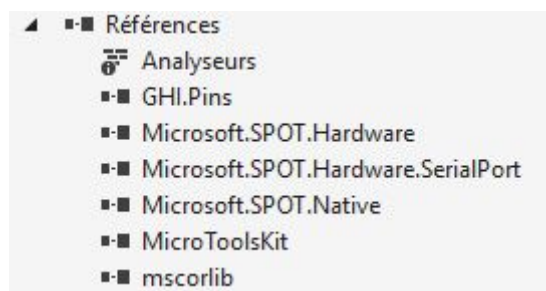 Références
Analyseurs
GHI.Pins
Microsoft.SPOT.Hardware
Microsoft.SPOT.Hardware.SerialPort
Microsoft.SPOT.Native
MicroToolsKit
mscorlib